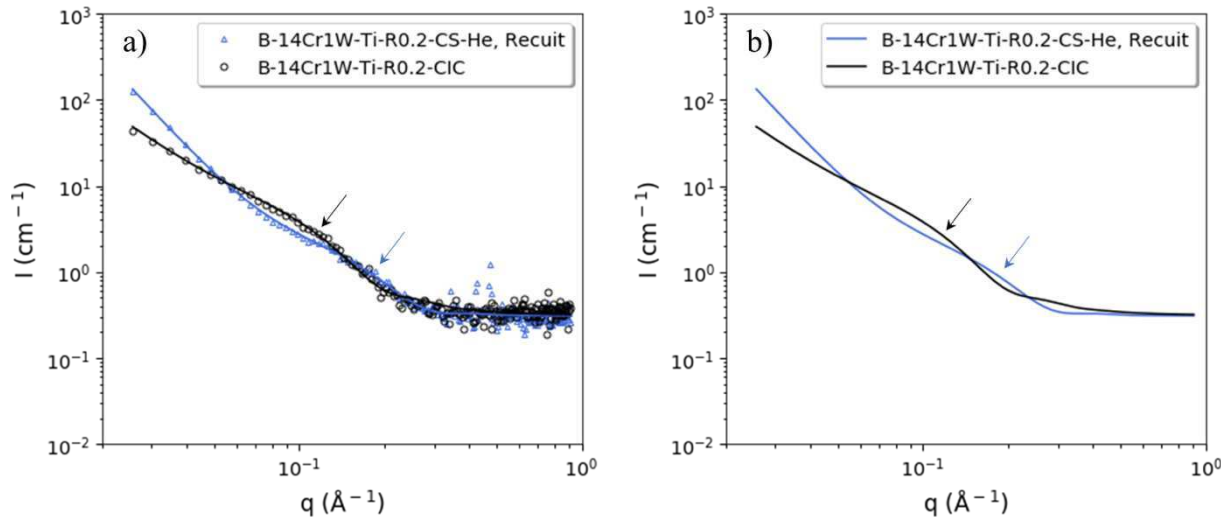 a)
B-14Cr1W-Ti-R0.2-CS-He, Recuit
B-14Cr1W-Ti-R0.2-CIC
10³
10²
10¹
10⁰
10⁻¹
10⁻²
I (cm⁻¹)
10⁻¹
10⁰
q (Å⁻¹)
b)
B-14Cr1W-Ti-R0.2-CS-He, Recuit
B-14Cr1W-Ti-R0.2-CIC
10³
10²
10¹
10⁰
10⁻¹
10⁻²
I (cm⁻¹)
10⁻¹
10⁰
q (Å⁻¹)